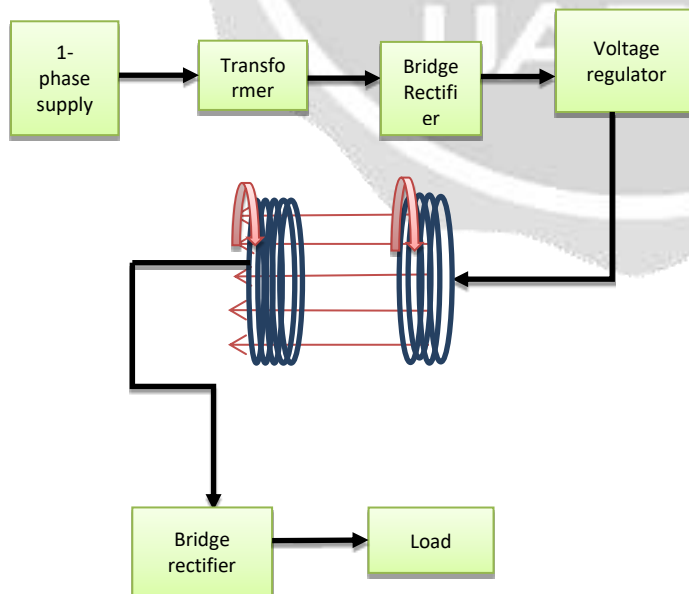 1-
phase
supply
Transfo
rmer
Bridge
Rectifi
er
Voltage
regulator
Bridge
rectifier
Load